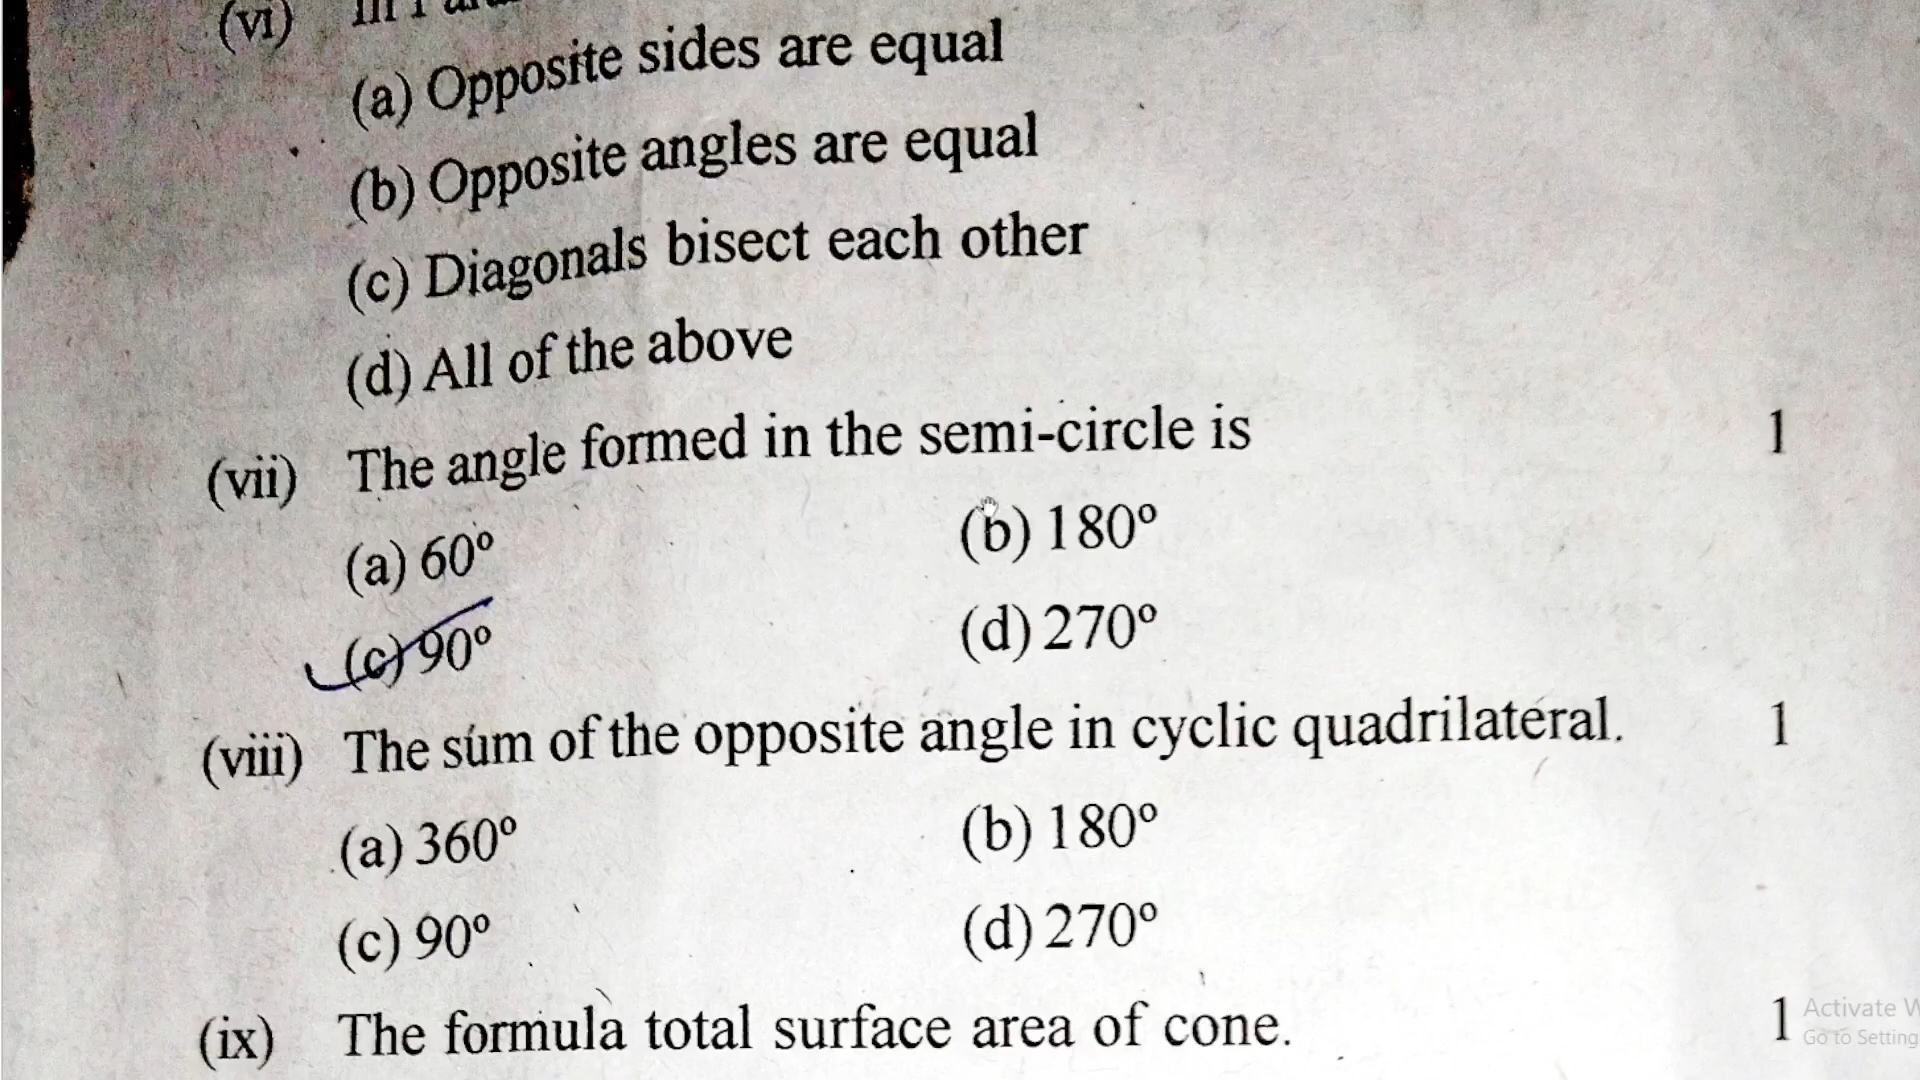 (vi) In
(a) Opposite sides are equal
(b) Opposite angles are equal
(c) Diagonals bisect each other
(d) All of the above
(vii) The angle formed in the semi-circle is 1
(a) 60° (b) 180°
(c) 90° (d) 270°
(viii) The sum of the opposite angle in cyclic quadrilateral. 1
(a) 360° (b) 180°
(c) 90° (d) 270°
(ix) The formula total surface area of cone. 1
Activate W
Go to Setting